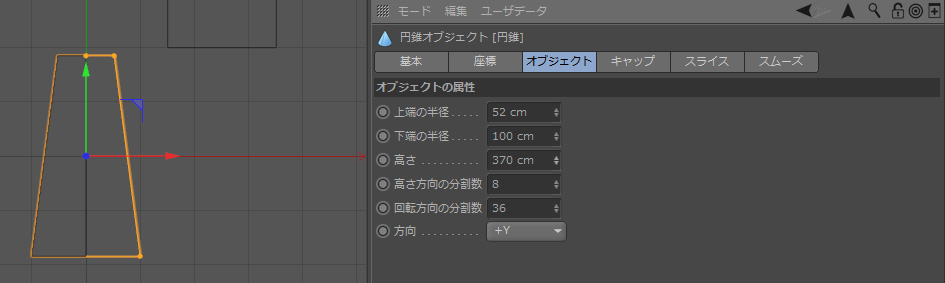 モード 編集 ユーザデータ
円錐オブジェクト [円錐]
基本 座標 オブジェクト キャップ スライス スムーズ
オブジェクトの属性
上端の半径 . . . . . 52 cm
下端の半径 . . . . . 100 cm
高さ . . . . . . . . . . 370 cm
高さ方向の分割数 8
回転方向の分割数 36
方向 . . . . . . . . . . +Y